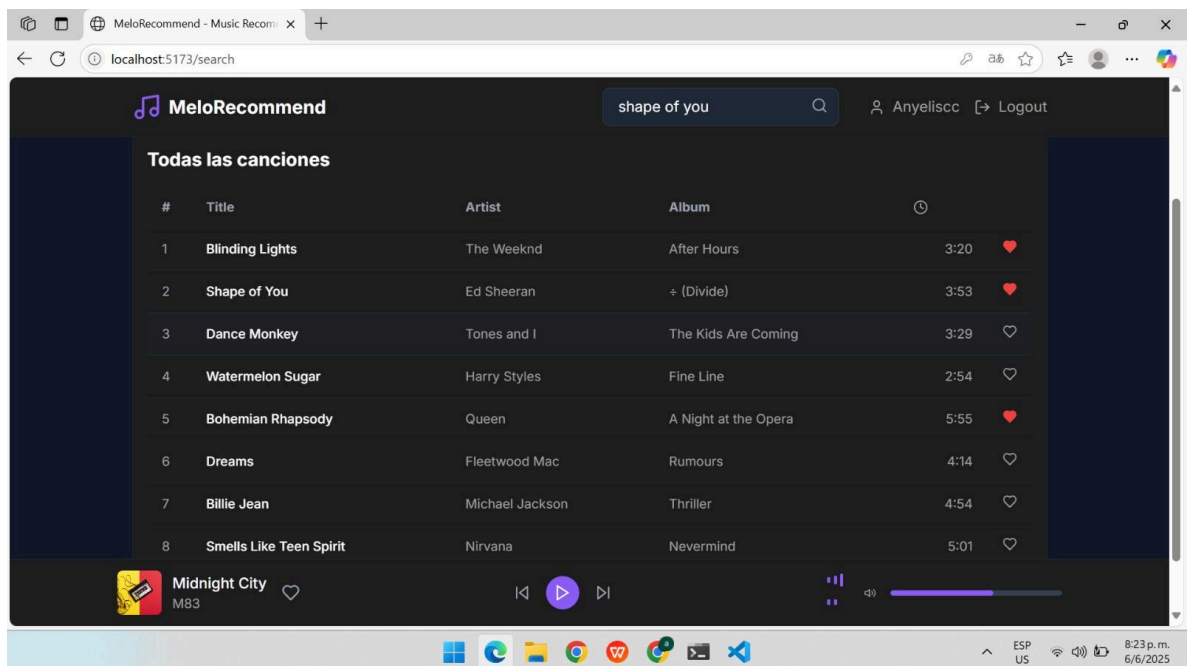 MeloRecommend - Music Recom
localhost:5173/search
MeloRecommend
shape of you
Anyeliscc
Logout
Todas las canciones
# Title Artist Album
1 Blinding Lights The Weeknd After Hours 3:20
2 Shape of You Ed Sheeran ÷ (Divide) 3:53
3 Dance Monkey Tones and I The Kids Are Coming 3:29
4 Watermelon Sugar Harry Styles Fine Line 2:54
5 Bohemian Rhapsody Queen A Night at the Opera 5:55
6 Dreams Fleetwood Mac Rumours 4:14
7 Billie Jean Michael Jackson Thriller 4:54
8 Smells Like Teen Spirit Nirvana Nevermind 5:01
Midnight City
M83
ESP
US
8:23 p. m.
6/6/2025